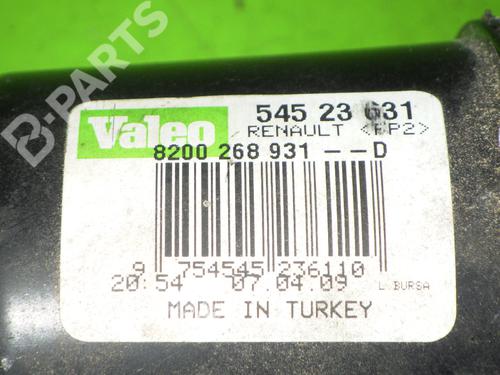 B-PARTS
Valeo
545 23 631
RENAULT <EP2>
8200 268 931 -- D
9 754545 236110
20:54 07.04.09 L BURSA
MADE IN TURKEY